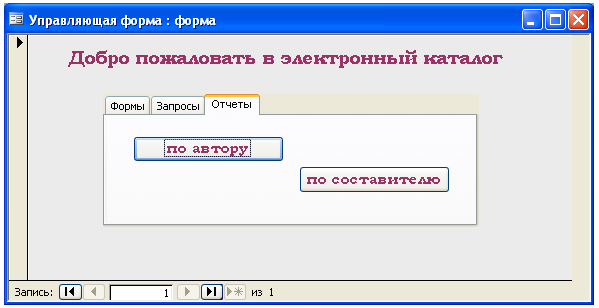 Управляющая форма : форма
Добро пожаловать в электронный каталог
Формы Запросы Отчеты
по автору
по составителю
Запись: 1 из 1